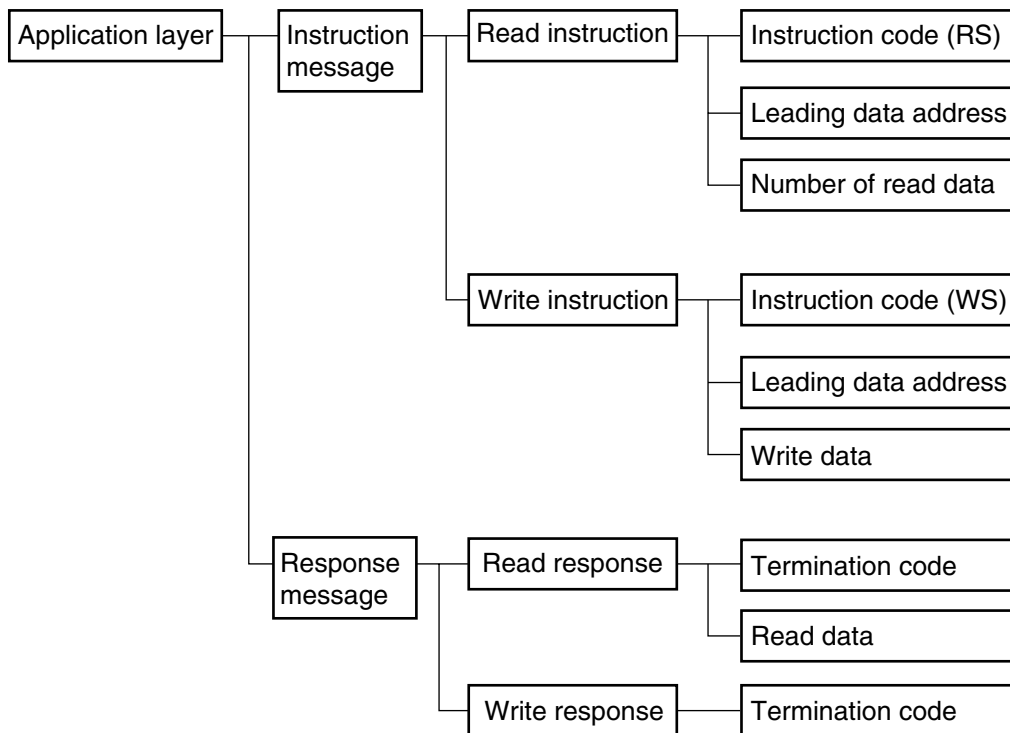 Application layer
Instruction
message
Read instruction
Instruction code (RS)
Leading data address
Number of read data
Write instruction
Instruction code (WS)
Leading data address
Write data
Response
message
Read response
Termination code
Read data
Write response
Termination code